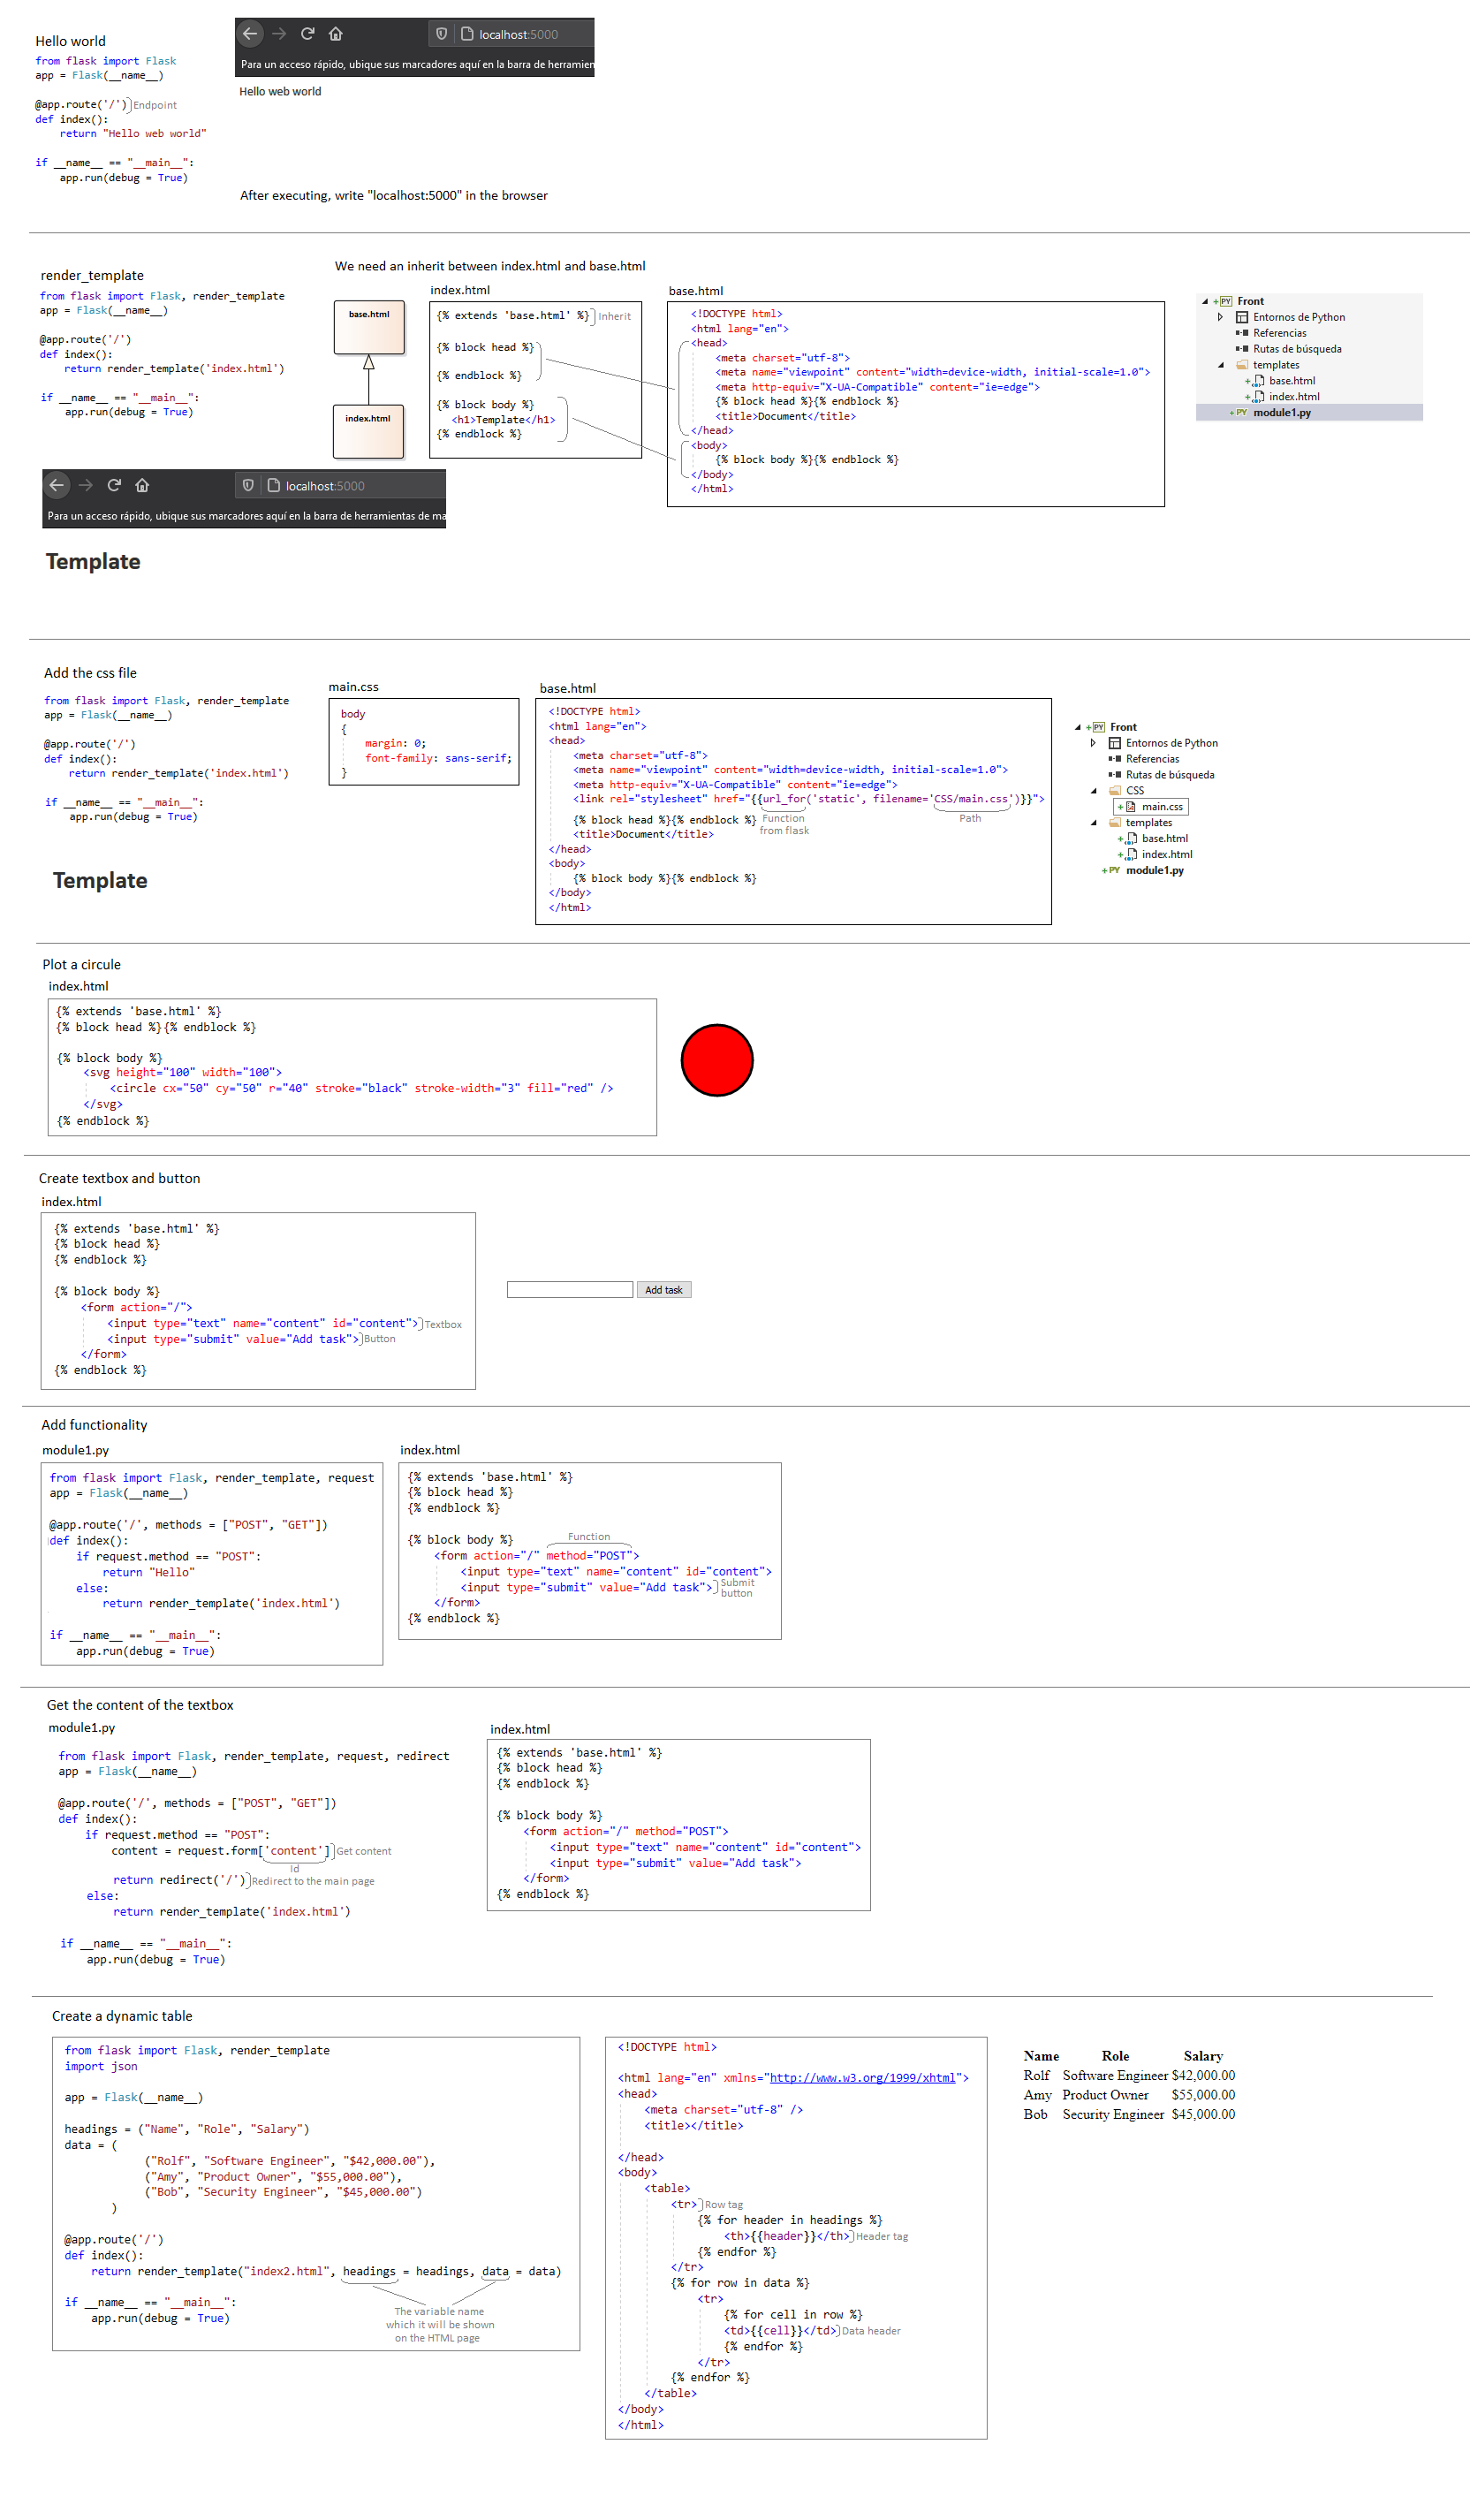 Hello world
from flask import Flask
app = Flask(__name__)
@app.route('/') Endpoint
def index():
return "Hello web world"
if __name__ == "__main__":
app.run(debug = True)
localhost:5000
Para un acceso rápido, ubique sus marcadores aquí en la barra de herramien
Hello web world
After executing, write "localhost:5000" in the browser
render_template
from flask import Flask, render_template
app = Flask(__name__)
@app.route('/')
def index():
return render_template('index.html')
if __name__ == "__main__":
app.run(debug = True)
We need an inherit between index.html and base.html
base.html
index.html
index.html
{% extends 'base.html' %} Inherit
{% block head %}
{% endblock %}
{% block body %}
<h1>Template</h1>
{% endblock %}
base.html
<!DOCTYPE html>
<html lang="en">
<head>
<meta charset="utf-8">
<meta name="viewpoint" content="width=device-width, initial-scale=1.0">
<meta http-equiv="X-UA-Compatible" content="ie=edge">
{% block head %}{% endblock %}
<title>Document</title>
</head>
<body>
{% block body %}{% endblock %}
</body>
</html>
Front
Entornos de Python
Referencias
Rutas de búsqueda
templates
base.html
index.html
PY module1.py
localhost:5000
Para un acceso rápido, ubique sus marcadores aquí en la barra de herramientas de ma
Template
Add the css file
from flask import Flask, render_template
app = Flask(__name__)
@app.route('/')
def index():
return render_template('index.html')
if __name__ == "__main__":
app.run(debug = True)
Template
main.css
body
{
margin: 0;
font-family: sans-serif;
}
base.html
<!DOCTYPE html>
<html lang="en">
<head>
<meta charset="utf-8">
<meta name="viewpoint" content="width=device-width, initial-scale=1.0">
<meta http-equiv="X-UA-Compatible" content="ie=edge">
<link rel="stylesheet" href="{{url_for('static', filename='CSS/main.css')}}">
{% block head %}{% endblock %} Function from flask Path
<title>Document</title>
</head>
<body>
{% block body %}{% endblock %}
</body>
</html>
PY Front
Entornos de Python
Referencias
Rutas de búsqueda
CSS
main.css
templates
base.html
index.html
PY module1.py
Plot a circule
index.html
{% extends 'base.html' %}
{% block head %}{% endblock %}
{% block body %}
<svg height="100" width="100">
<circle cx="50" cy="50" r="40" stroke="black" stroke-width="3" fill="red" />
</svg>
{% endblock %}
Create textbox and button
index.html
{% extends 'base.html' %}
{% block head %}
{% endblock %}
{% block body %}
<form action="/">
<input type="text" name="content" id="content"> Textbox
<input type="submit" value="Add task"> Button
</form>
{% endblock %}
Add task
Add functionality
module1.py
from flask import Flask, render_template, request
app = Flask(__name__)
@app.route('/', methods = ["POST", "GET"])
def index():
if request.method == "POST":
return "Hello"
else:
return render_template('index.html')
if __name__ == "__main__":
app.run(debug = True)
index.html
{% extends 'base.html' %}
{% block head %}
{% endblock %}
{% block body %} Function
<form action="/" method="POST">
<input type="text" name="content" id="content">
<input type="submit" value="Add task"> Submit button
</form>
{% endblock %}
Get the content of the textbox
module1.py
from flask import Flask, render_template, request, redirect
app = Flask(__name__)
@app.route('/', methods = ["POST", "GET"])
def index():
if request.method == "POST":
content = request.form['content'] Get content
Id
return redirect('/') Redirect to the main page
else:
return render_template('index.html')
if __name__ == "__main__":
app.run(debug = True)
index.html
{% extends 'base.html' %}
{% block head %}
{% endblock %}
{% block body %}
<form action="/" method="POST">
<input type="text" name="content" id="content">
<input type="submit" value="Add task">
</form>
{% endblock %}
Create a dynamic table
from flask import Flask, render_template
import json
app = Flask(__name__)
headings = ("Name", "Role", "Salary")
data = (
("Rolf", "Software Engineer", "$42,000.00"),
("Amy", "Product Owner", "$55,000.00"),
("Bob", "Security Engineer", "$45,000.00")
)
@app.route('/')
def index():
return render_template("index2.html", headings = headings, data = data)
if __name__ == "__main__":
app.run(debug = True)
The variable name
which it will be shown
on the HTML page
<!DOCTYPE html>
<html lang="en" xmlns="http://www.w3.org/1999/xhtml">
<head>
<meta charset="utf-8" />
<title></title>
</head>
<body>
<table>
<tr> Row tag
{% for header in headings %}
<th>{{header}}</th> Header tag
{% endfor %}
</tr>
{% for row in data %}
<tr>
{% for cell in row %}
<td>{{cell}}</td> Data header
{% endfor %}
</tr>
{% endfor %}
</table>
</body>
</html>
Name Role Salary
Rolf Software Engineer $42,000.00
Amy Product Owner $55,000.00
Bob Security Engineer $45,000.00